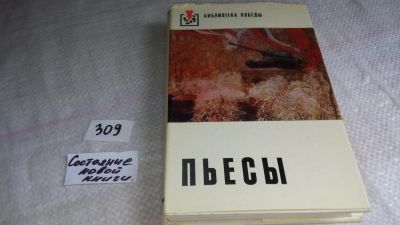 БИБЛИОТЕКА ПОБЕДЫ
309
Состояние
новой
книги.
ПЬЕСЫ